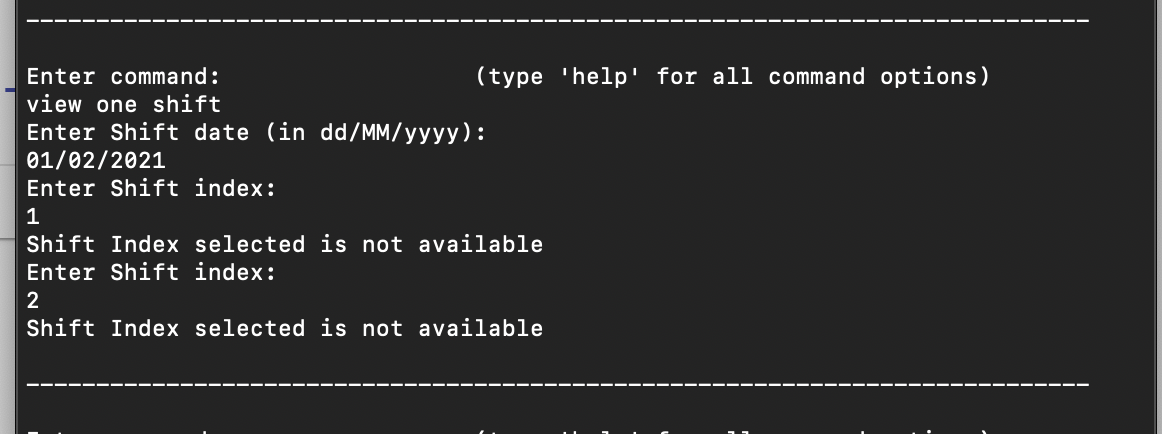 Enter command: (type 'help' for all command options)
view one shift
Enter Shift date (in dd/MM/yyyy):
01/02/2021
Enter Shift index:
1
Shift Index selected is not available
Enter Shift index:
2
Shift Index selected is not available